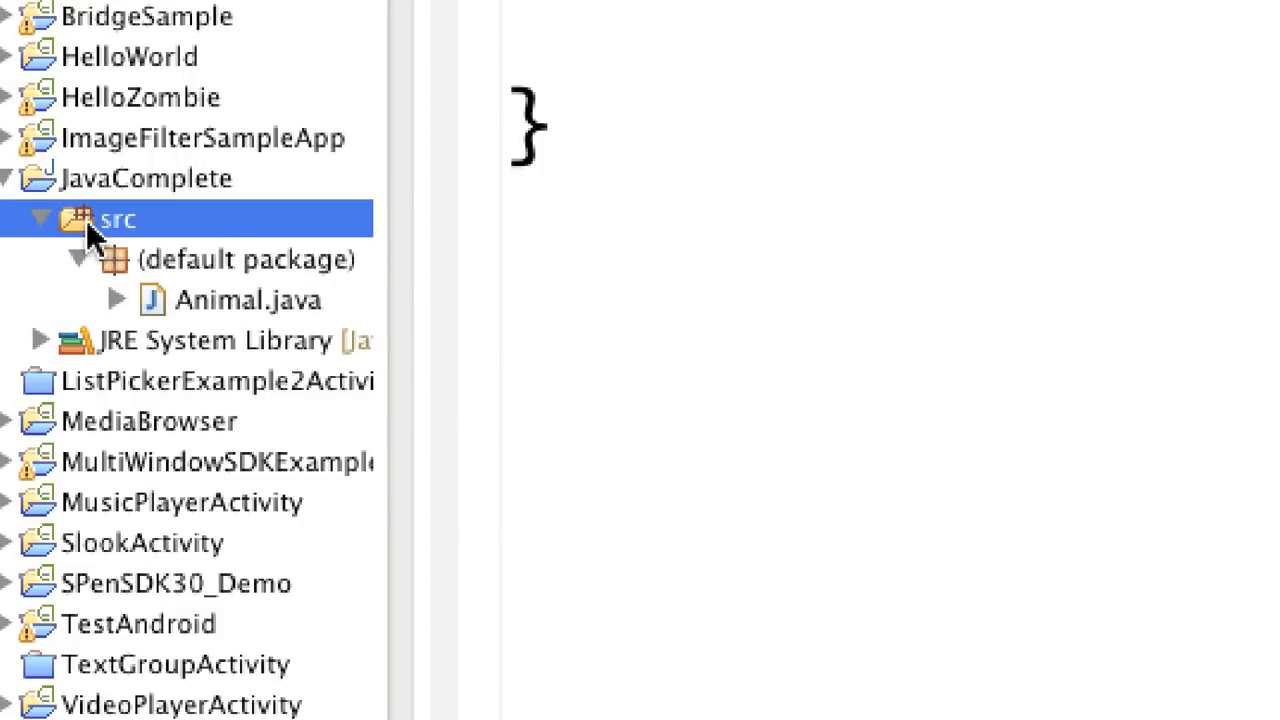 BridgeSample
HelloWorld
HelloZombie
ImageFilterSampleApp
JavaComplete
src
(default package)
Animal.java
JRE System Library [Ja
ListPickerExample2Activi
MediaBrowser
MultiWindowSDKExample
MusicPlayerActivity
SlookActivity
SPenSDK30_Demo
TestAndroid
TextGroupActivity
VideoPlayerActivity
}